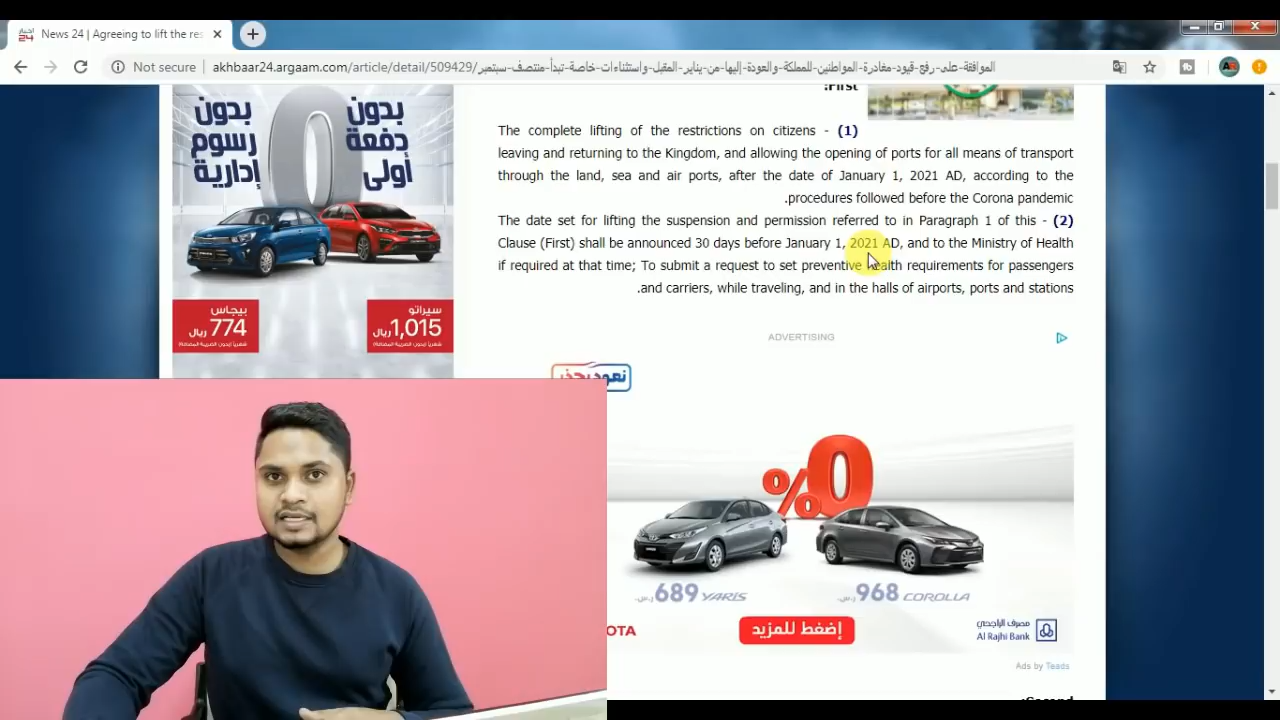 News 24 | Agreeing to lift the res
Not secure
akhbaar24.argaam.com/article/detail/509429/الموافقة-على-رفع-قيود-مغادرة-المواطنين-للمملكة-والعودة-إليها-من-يناير-المقبل-واستثناءات-خاصة-تبدأ-منتصف-سبتمبر
:First
The complete lifting of the restrictions on citizens - (1)
leaving and returning to the Kingdom, and allowing the opening of ports for all means of transport
through the land, sea and air ports, after the date of January 1, 2021 AD, according to the
.procedures followed before the Corona pandemic
The date set for lifting the suspension and permission referred to in Paragraph 1 of this - (2)
Clause (First) shall be announced 30 days before January 1, 2021 AD, and to the Ministry of Health
if required at that time; To submit a request to set preventive health requirements for passengers
.and carriers, while traveling, and in the halls of airports, ports and stations
بدون دفعة أولى
بدون رسوم إدارية
0
سيراتو
1,015 ريال
بيجاس
774 ريال
ADVERTISING
نعود بحذر
%0
689 YARIS ر.س.
968 COROLLA ر.س.
OTA
إضغط للمزيد
مصرف الراجحي
Al Rajhi Bank
Ads by Teads
:Second